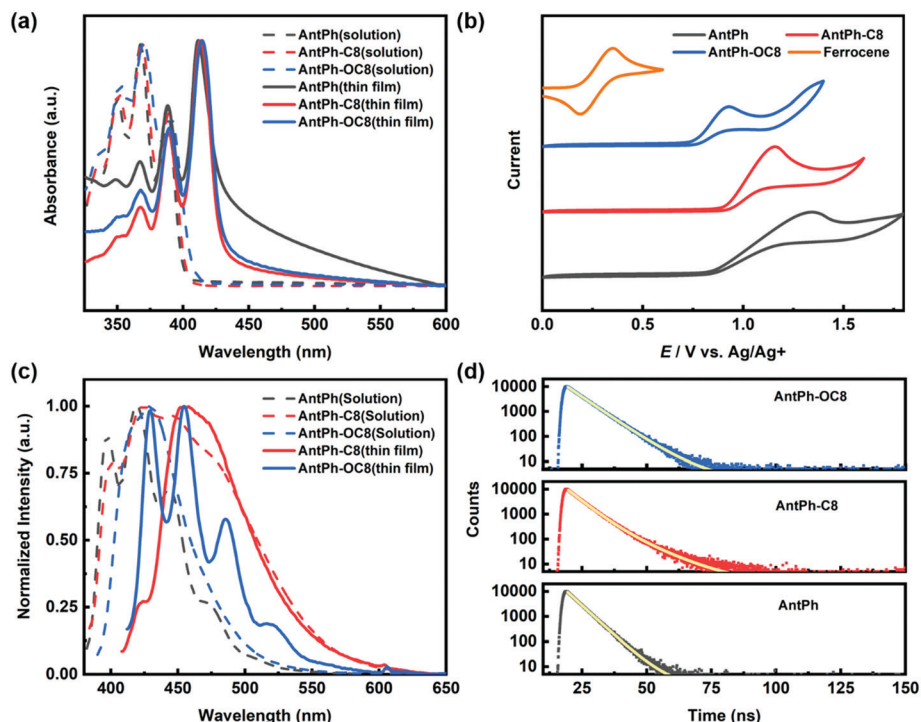 (a)
AntPh(solution)
AntPh-C8(solution)
AntPh-OC8(solution)
AntPh(thin film)
AntPh-C8(thin film)
AntPh-OC8(thin film)
Absorbance (a.u.)
350 400 450 500 550 600
Wavelength (nm)
(b)
AntPh AntPh-C8
AntPh-OC8 Ferrocene
Current
0.0 0.5 1.0 1.5
E / V vs. Ag/Ag+
(c)
AntPh(Solution)
AntPh-C8(Solution)
AntPh-OC8(Solution)
AntPh-C8(thin film)
AntPh-OC8(thin film)
Normalized Intensity (a.u.)
1.00
0.75
0.50
0.25
0.00
400 450 500 550 600 650
Wavelength (nm)
(d)
Counts
10000
1000
100
10
AntPh-OC8
10000
1000
100
10
AntPh-C8
10000
1000
100
10
AntPh
25 50 75 100 125 150
Time (ns)